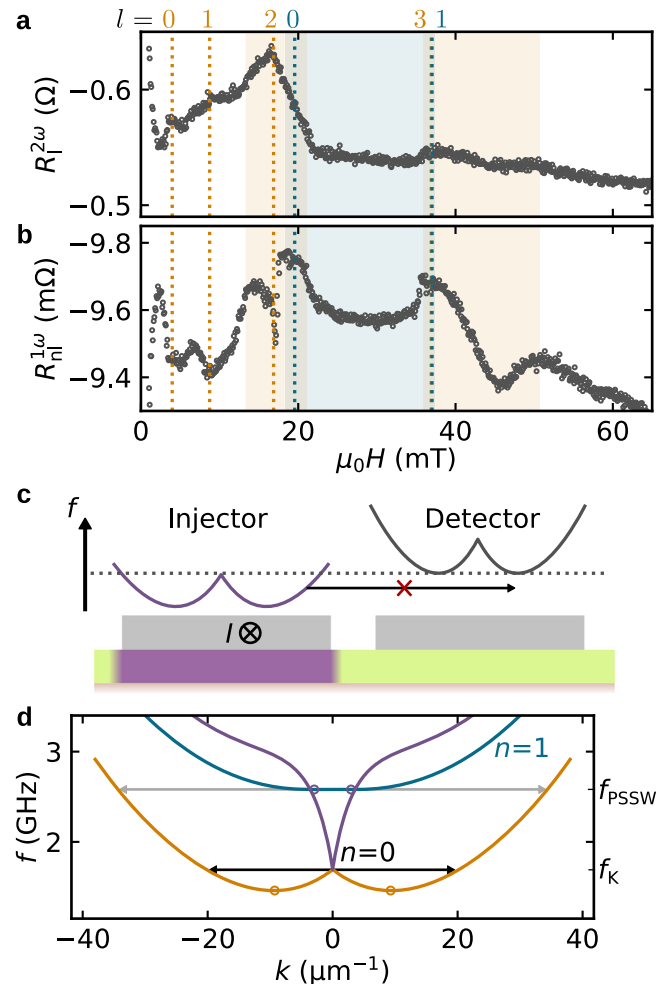 a
l = 0 1 2 0 3 1
−0.6
−0.5
R_l^{2ω} (Ω)
b
−9.8
−9.6
−9.4
R_{nl}^{1ω} (mΩ)
0 20 40 60
μ₀H (mT)
c
f
Injector
Detector
I ⊗
d
n=1
3
f_PSSW
n=0
2
f_K
f (GHz)
−40 −20 0 20 40
k (μm⁻¹)